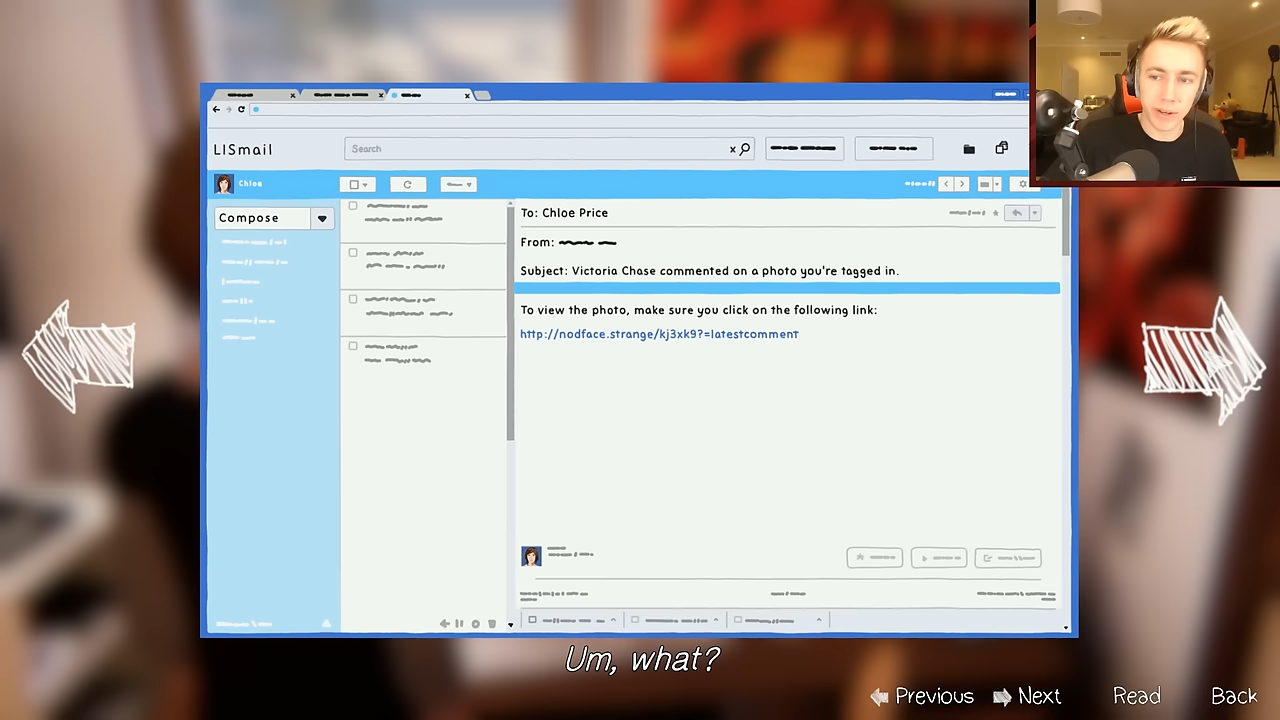 LISmail
Search
Chloe
Compose
To: Chloe Price
From:
Subject: Victoria Chase commented on a photo you're tagged in.
To view the photo, make sure you click on the following link:
http://nodface.strange/kj3xk9?=latestcomment
Um, what?
Previous Next Read Back